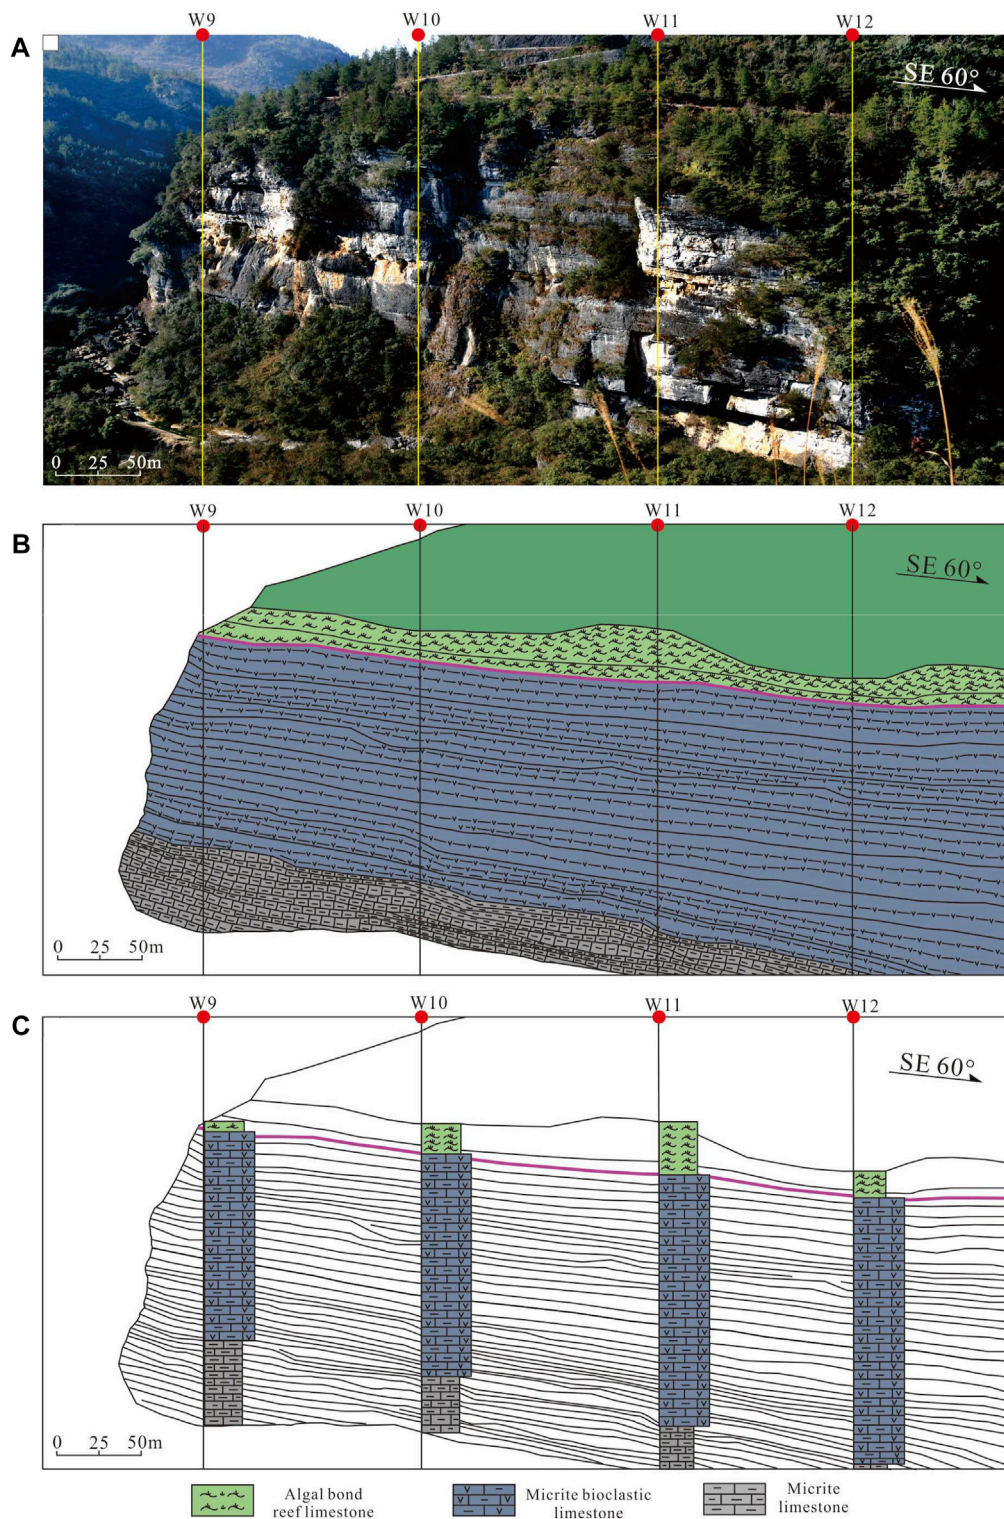 W9 W10 W11 W12
A
SE 60°
0 25 50m
W9 W10 W11 W12
B
SE 60°
0 25 50m
W9 W10 W11 W12
C
SE 60°
0 25 50m
Algal bond
reef limestone
Micrite bioclastic
limestone
Micrite
limestone